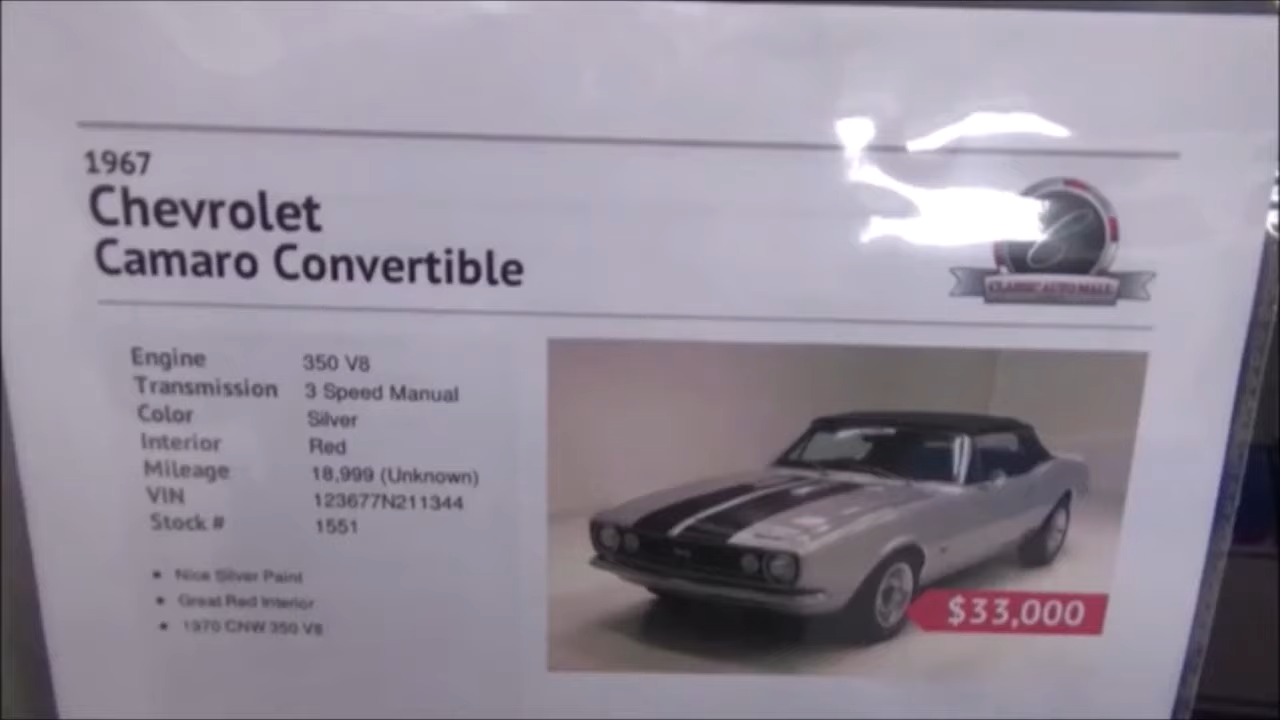 1967
Chevrolet
Camaro Convertible
CLASSIC AUTO MALL
Engine 350 V8
Transmission 3 Speed Manual
Color Silver
Interior Red
Mileage 18,999 (Unknown)
VIN 123677N211344
Stock # 1551
• Nice Silver Paint
• Great Red Interior
• 1970 CNW 350 V8
$33,000